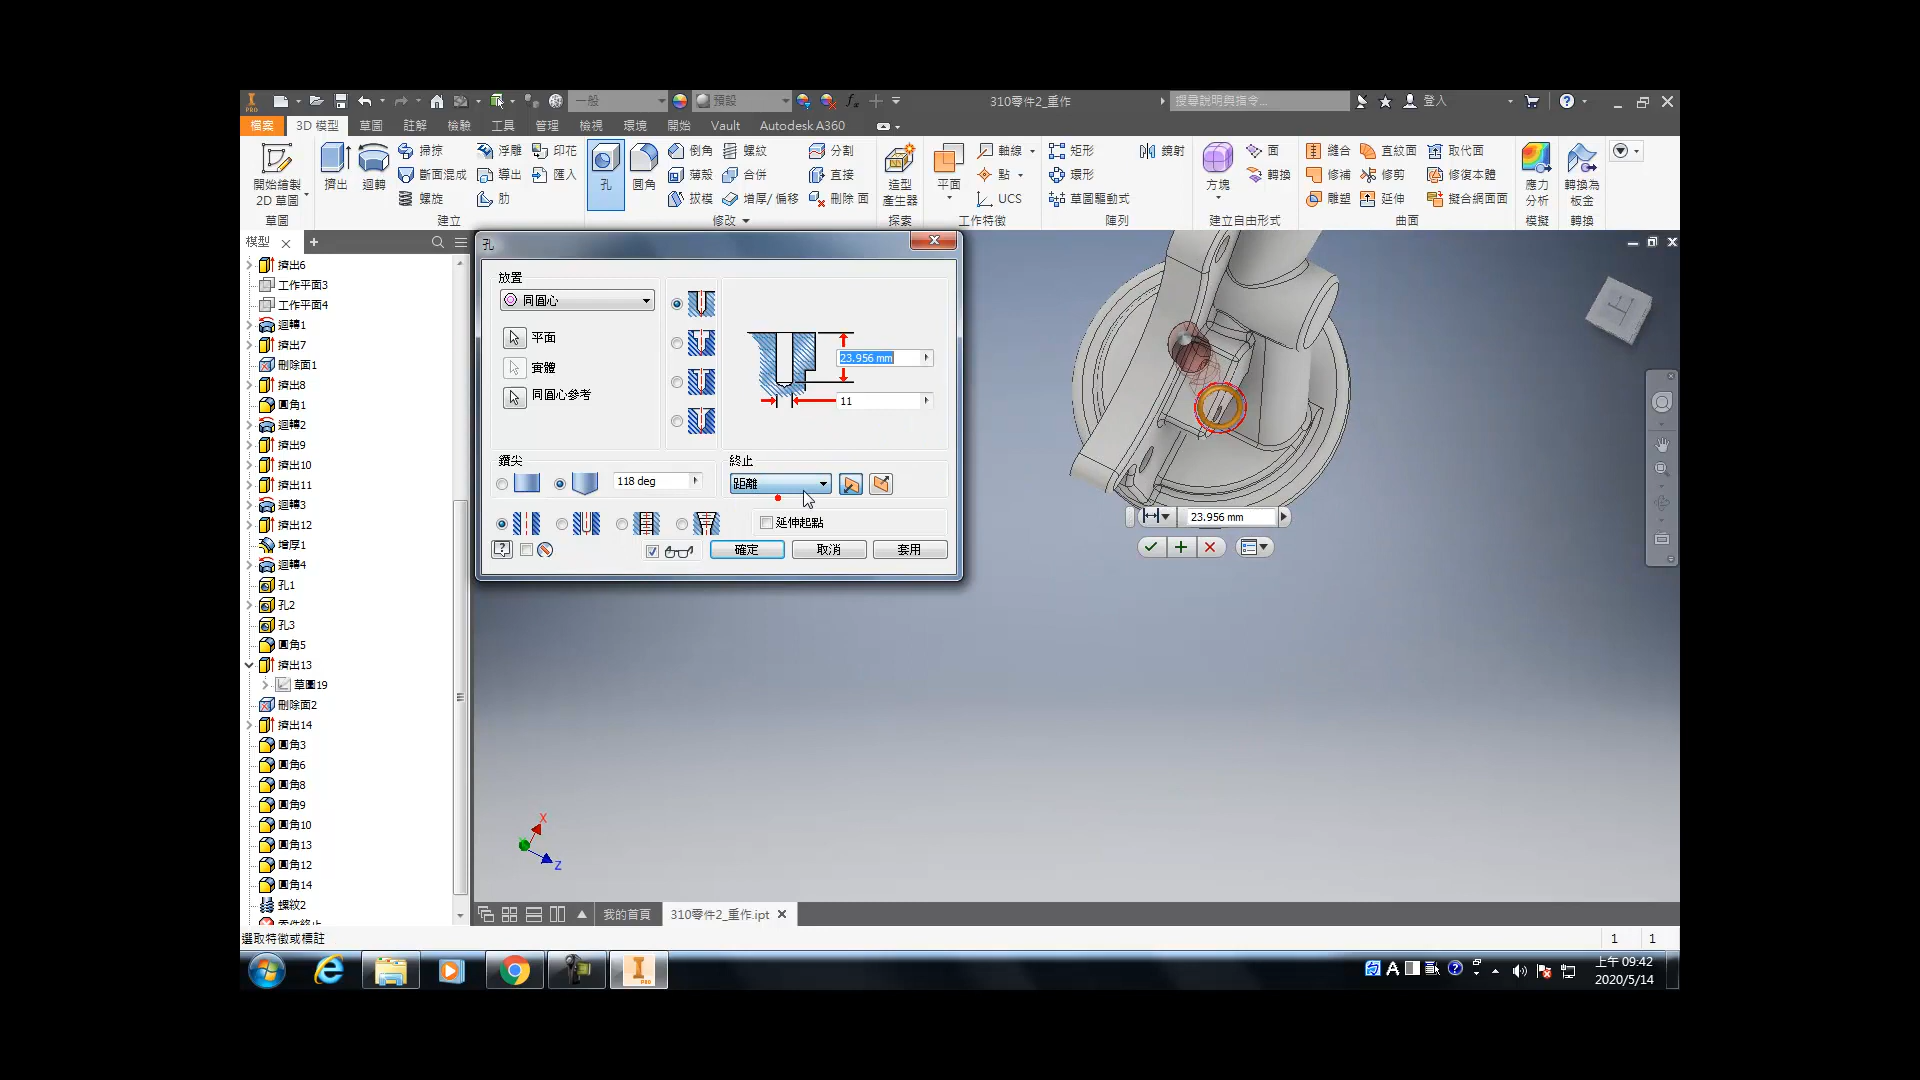 一般
預設
310零件2_重作
搜尋說明與指令...
登入
檔案
3D 模型
草圖
註解
檢驗
工具
管理
檢視
環境
開始
Vault
Autodesk A360
開始繪製
2D 草圖
擠出
迴轉
掃掠
斷面混成
螺旋
浮雕
導出
肋
印花
匯入
孔
圓角
倒角
薄殼
拔模
螺紋
合併
增厚/ 偏移
分割
直接
刪除 面
造型
產生器
平面
軸線
點
UCS
矩形
環形
草圖驅動式
鏡射
方塊
面
轉換
縫合
修補
雕塑
直紋面
修剪
延伸
取代面
修復本體
擬合網面面
應力
分析
轉換為
板金
草圖
建立
修改
探索
工作特徵
陣列
建立自由形式
曲面
模擬
轉換
模型
擠出6
工作平面3
工作平面4
迴轉1
擠出7
刪除面1
擠出8
圓角1
迴轉2
擠出9
擠出10
擠出11
迴轉3
擠出12
增厚1
迴轉4
孔1
孔2
孔3
圓角5
擠出13
草圖19
刪除面2
擠出14
圓角3
圓角6
圓角8
圓角9
圓角10
圓角13
圓角12
圓角14
螺紋2
零件終止
孔
放置
同圓心
平面
實體
同圓心參考
23.956 mm
11
鑽尖
118 deg
終止
距離
延伸起點
確定
取消
套用
上
23.956 mm
X
Z
我的首頁
310零件2_重作.ipt
選取特徵或標註
1
1
上午 09:42
2020/5/14